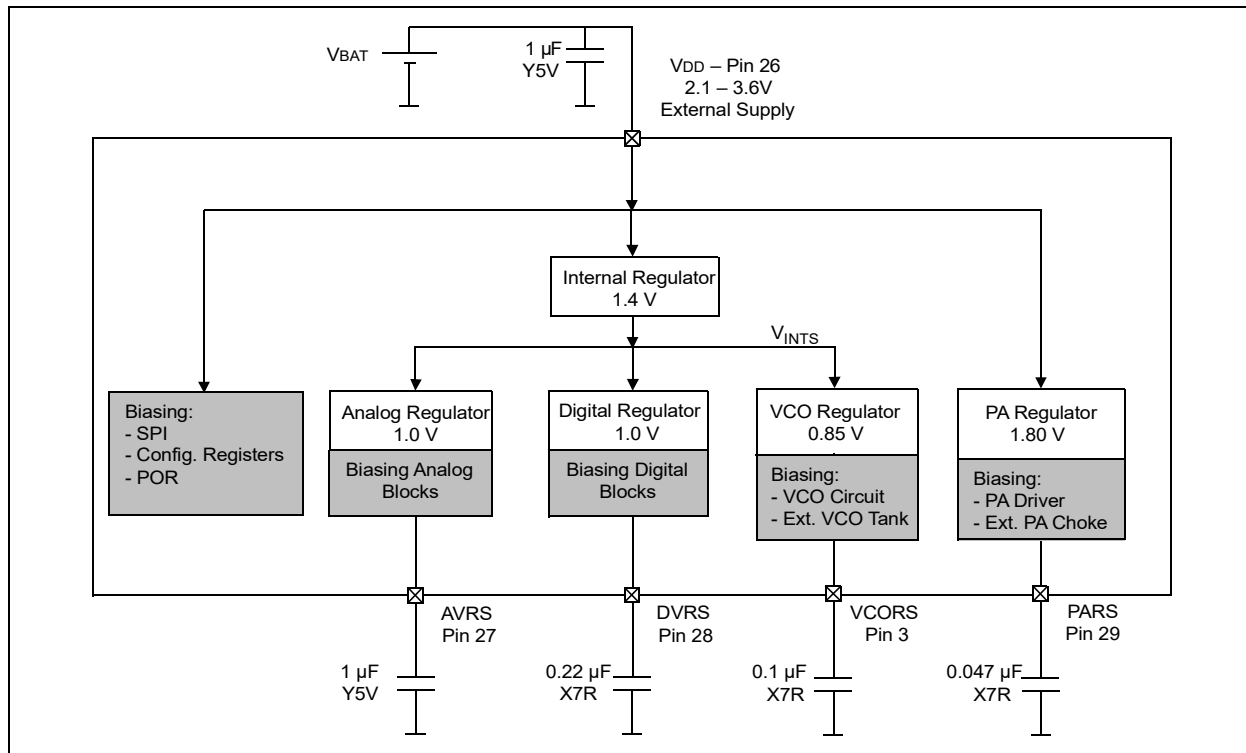 VBAT
1 µF
Y5V
VDD – Pin 26
2.1 – 3.6V
External Supply
Internal Regulator
1.4 V
VINTS
Biasing:
- SPI
- Config. Registers
- POR
Analog Regulator
1.0 V
Biasing Analog
Blocks
Digital Regulator
1.0 V
Biasing Digital
Blocks
VCO Regulator
0.85 V
Biasing:
- VCO Circuit
- Ext. VCO Tank
PA Regulator
1.80 V
Biasing:
- PA Driver
- Ext. PA Choke
AVRS
Pin 27
DVRS
Pin 28
VCORS
Pin 3
PARS
Pin 29
1 µF
Y5V
0.22 µF
X7R
0.1 µF
X7R
0.047 µF
X7R